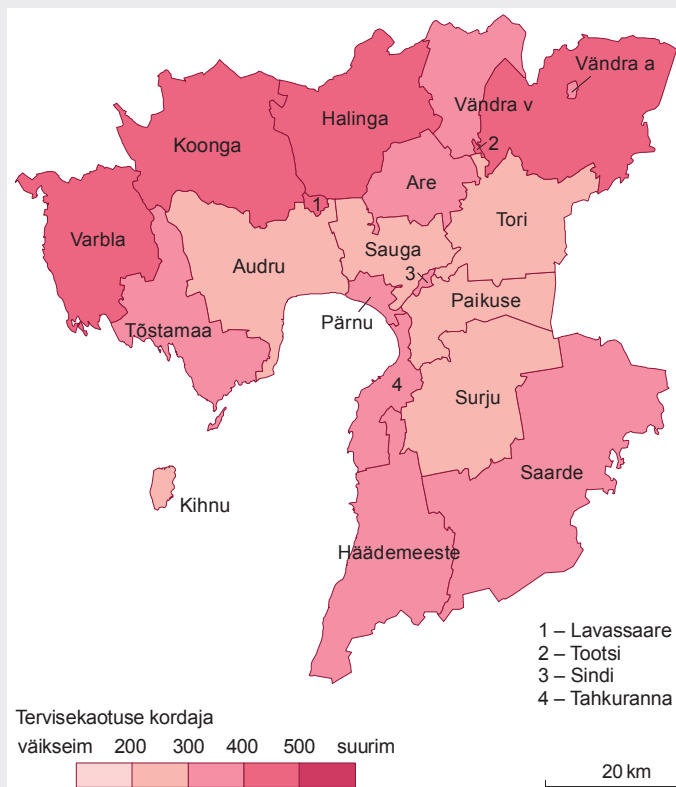 Vändra a
Halinga
Vändra v
Koonga
2
Are
1
Tori
Varbla
Sauga
Audru
3
Paikuse
Pärnu
Tõstamaa
4
Surju
Saarde
Kihnu
Häädemeeste
1 – Lavassaare
2 – Tootsi
3 – Sindi
4 – Tahkuranna
Tervisekaotuse kordaja
väikseim 200 300 400 500 suurim
20 km